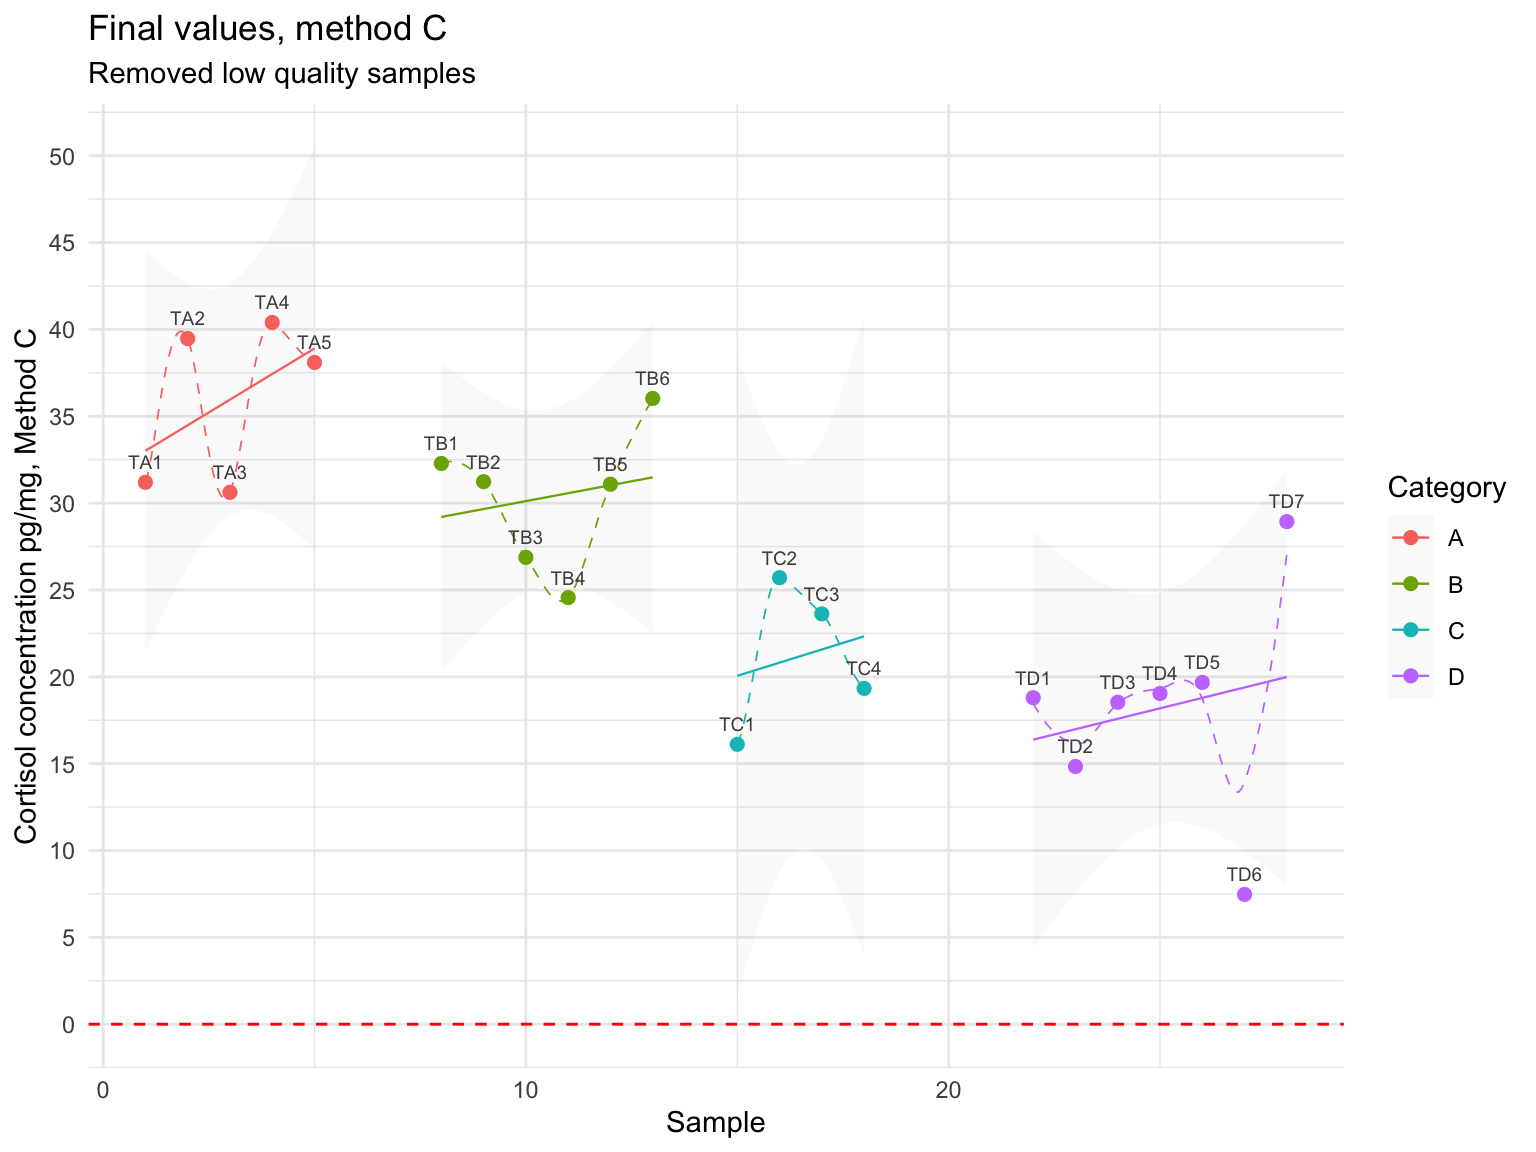 Final values, method C
Removed low quality samples
Cortisol concentration pg/mg, Method C
50
45
40
35
30
25
20
15
10
5
0
TA1
TA2
TA3
TA4
TA5
TB1
TB2
TB3
TB4
TB5
TB6
TC1
TC2
TC3
TC4
TD1
TD2
TD3
TD4
TD5
TD6
TD7
0
10
20
Sample
Category
A
B
C
D